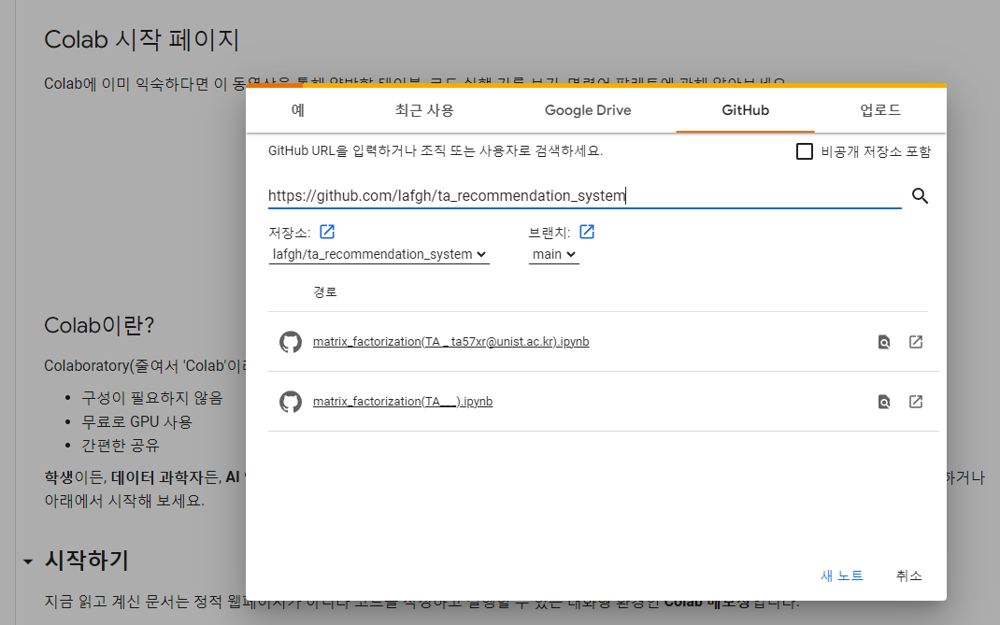 Colab 시작 페이지
Colab에 이미 익숙하다면 이 동영상을 통해 양방향 테이블, 코드 실행 기록 보기, 명령어 팔레트에 관해 알아보세요.
예 최근 사용 Google Drive GitHub 업로드
GitHub URL을 입력하거나 조직 또는 사용자로 검색하세요. 비공개 저장소 포함
https://github.com/lafgh/ta_recommendation_system
저장소: 브랜치:
lafgh/ta_recommendation_system main
경로
Colab이란?
matrix_factorization(TA _ ta57xr@unist.ac.kr).ipynb
Colaboratory(줄여서 'Colab'이
구성이 필요하지 않음
matrix_factorization(TA___).ipynb
무료로 GPU 사용
간편한 공유
학생이든, 데이터 과학자든, AI 하거나
아래에서 시작해 보세요.
시작하기
새 노트 취소
지금 읽고 계신 문서는 정적 웹페이지가 아니라 코드를 작성하고 실행할 수 있는 대화형 환경인 Colab 메모장입니다.